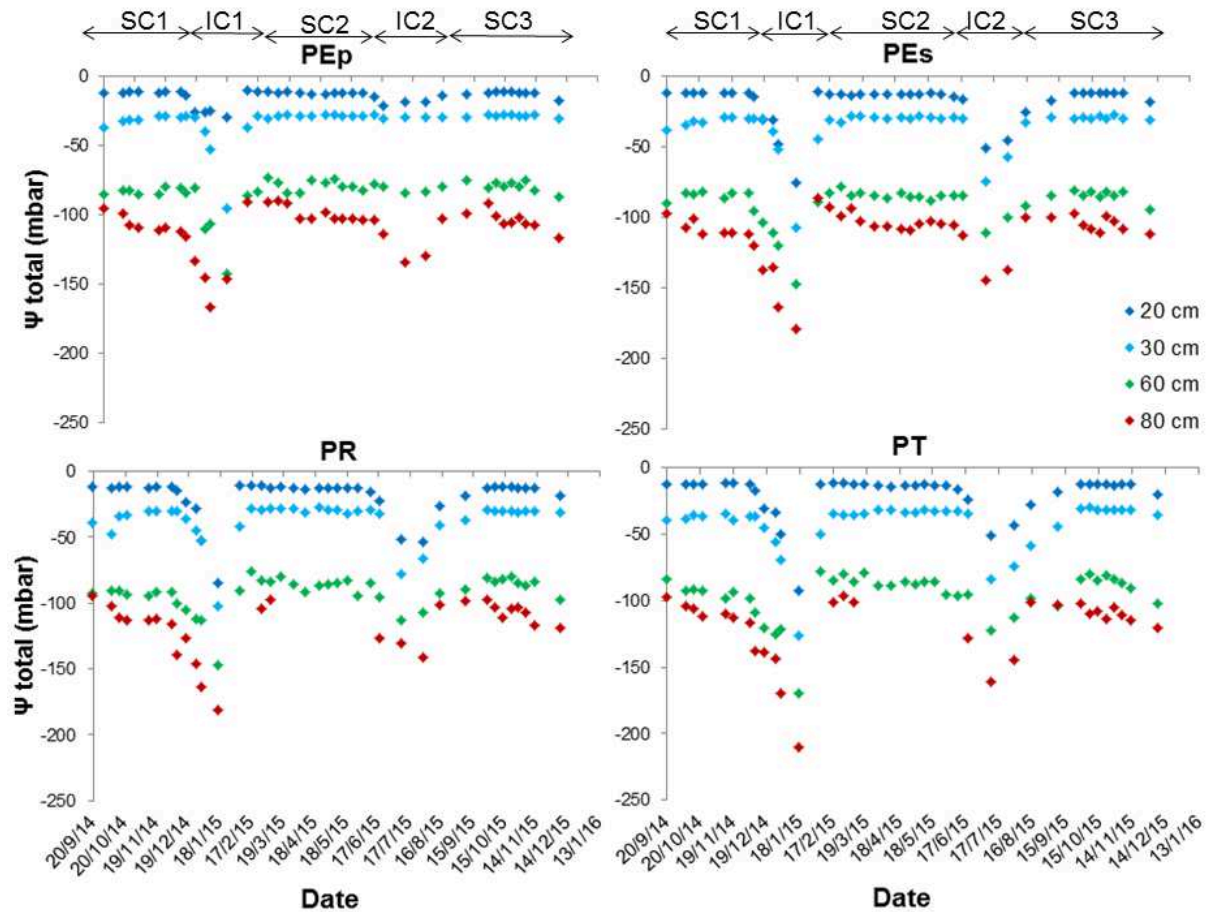 SC1 IC1 SC2 IC2 SC3 SC1 IC1 SC2 IC2 SC3
PEp PEs
0 0
-50 -50
-100 -100
-150 -150
-200 -200
-250 -250
Ψ total (mbar)
20 cm
30 cm
60 cm
80 cm
PR PT
0 0
-50 -50
-100 -100
-150 -150
-200 -200
-250 -250
Ψ total (mbar)
20/9/14 20/10/14 19/11/14 19/12/14 18/1/15 17/2/15 19/3/15 18/4/15 18/5/15 17/6/15 17/7/15 16/8/15 15/9/15 15/10/15 14/11/15 14/12/15 13/1/16 20/9/14 20/10/14 19/11/14 19/12/14 18/1/15 17/2/15 19/3/15 18/4/15 18/5/15 17/6/15 17/7/15 16/8/15 15/9/15 15/10/15 14/11/15 14/12/15 13/1/16
Date Date